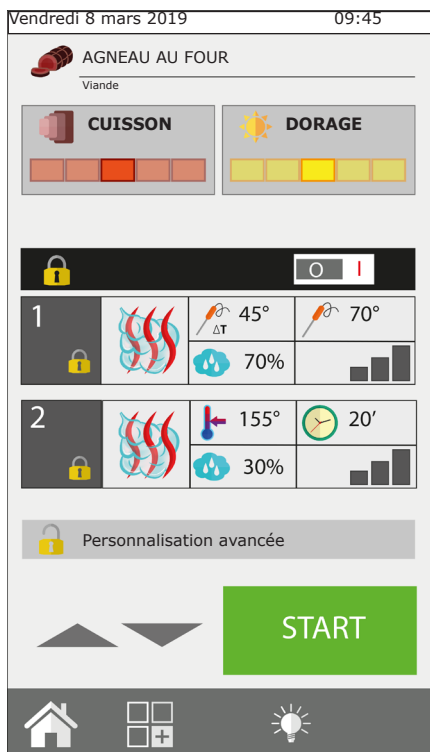 Vendredi 8 mars 2019 09:45
AGNEAU AU FOUR
Viande
CUISSON DORAGE
O I
1 ΔT 45° 70°
70%
2 155° 20’
30%
Personnalisation avancée
START